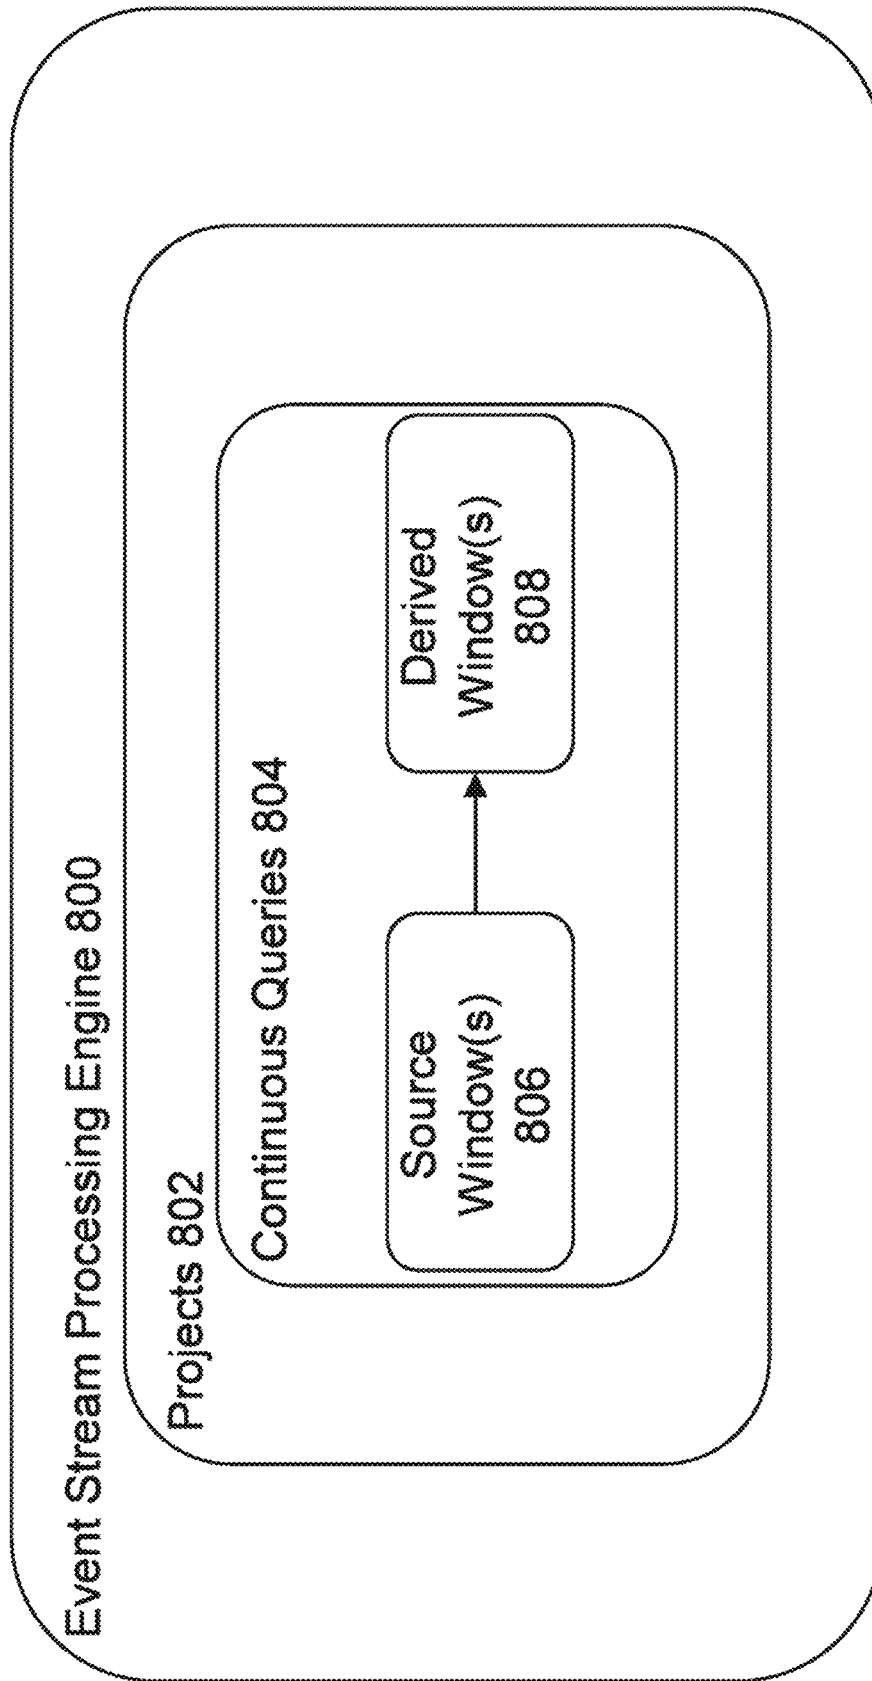 Event Stream Processing Engine 800
Projects 802
Continuous Queries 804
Source
Window(s)
806
Derived
Window(s)
808